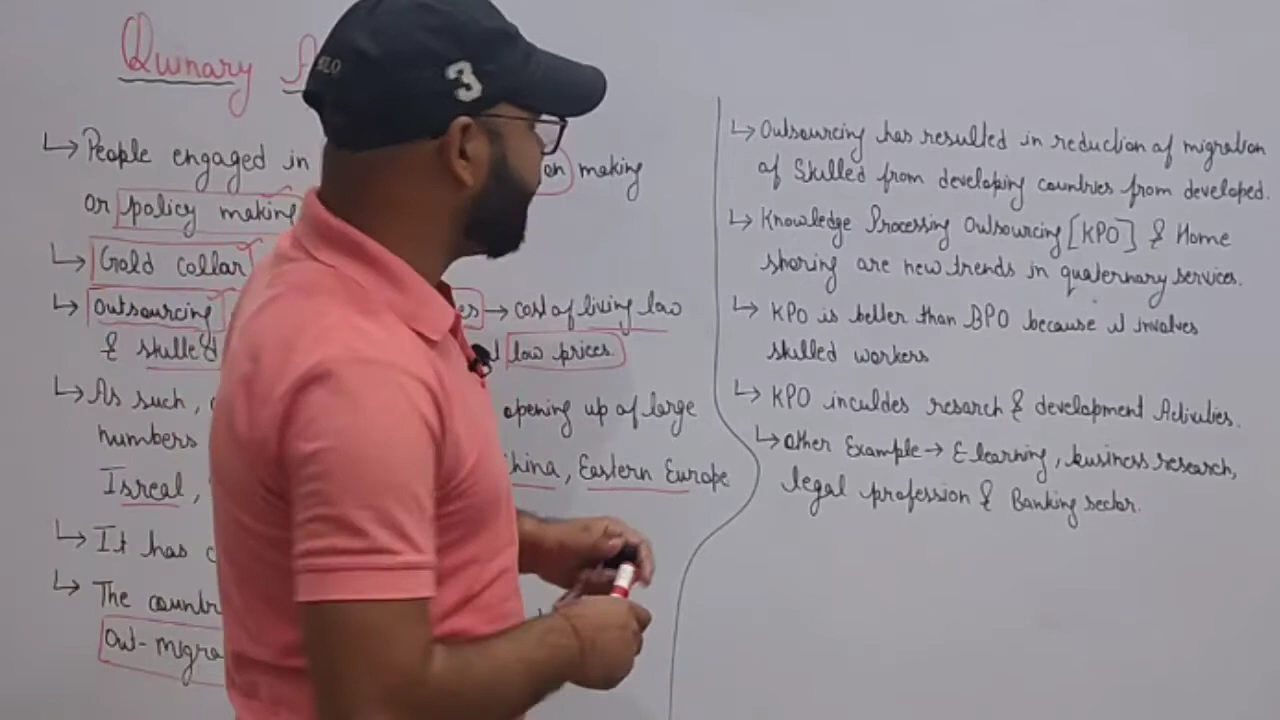 Quinary A
People engaged in on making
or policy making
Gold collar
outsourcing es → cost of living low
& skilled low prices.
As such, opening up of large
numbers
Isreal, China, Eastern Europe
It has
The countr
Out-migra
Outsourcing has resulted in reduction of migration
of Skilled from developing countries from developed.
Knowledge Processing Outsourcing [KPO] & Home
shoring are new trends in quaternary services.
KPO is better than BPO because it involves
skilled workers
KPO inculdes resarch & development Activities.
other Example → E learning, business research,
legal profession & Banking sector.
3